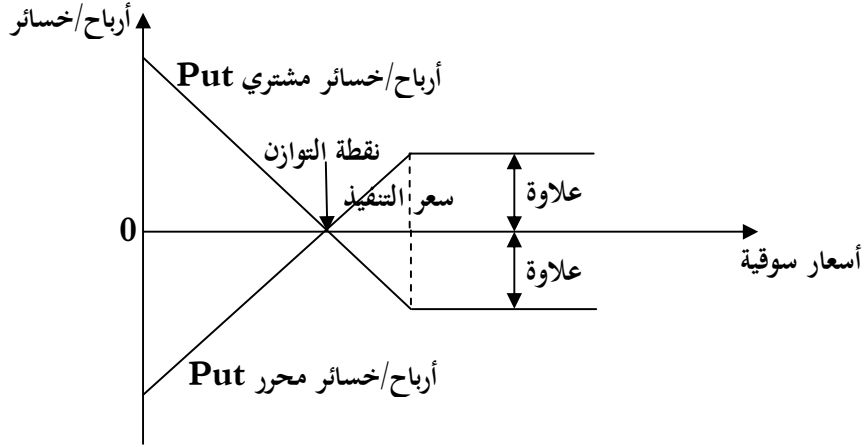 أرباح/خسائر
أرباح/خسائر مشتري Put
نقطة التوازن
سعر التنفيذ
علاوة
0
أسعار سوقية
علاوة
أرباح/خسائر محرر Put